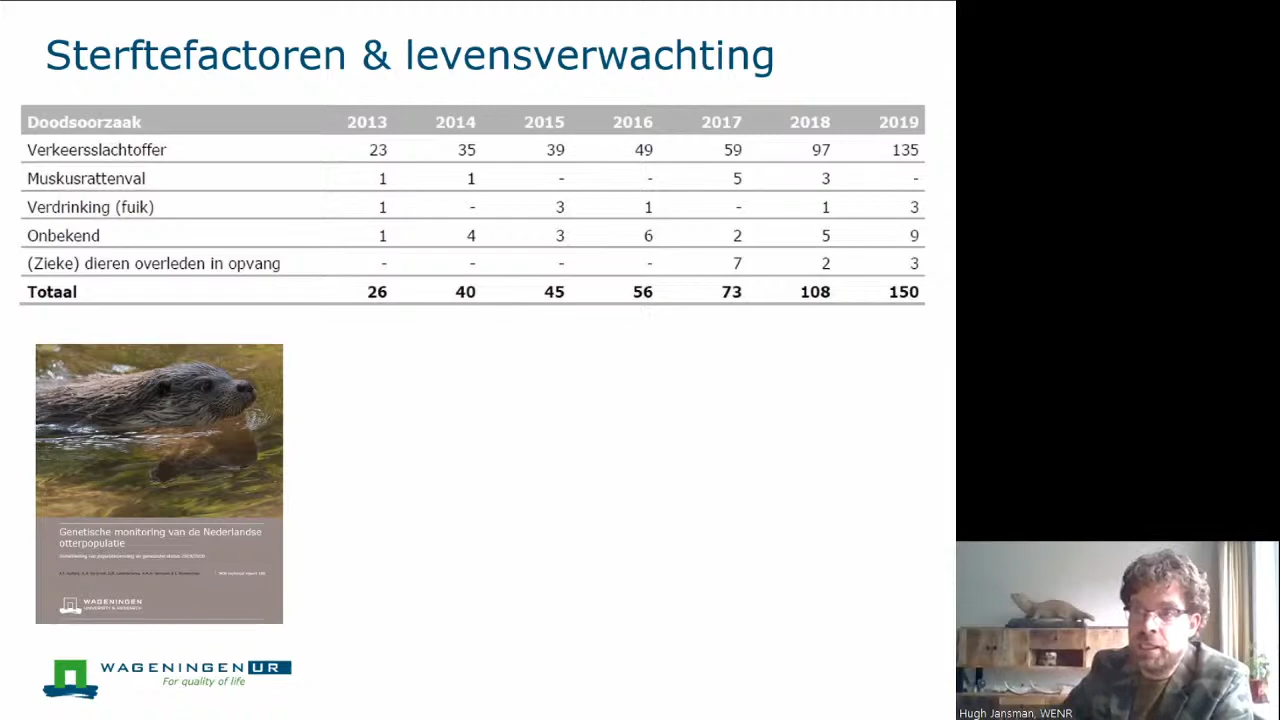 Sterftefactoren & levensverwachting
Doodsoorzaak 2013 2014 2015 2016 2017 2018 2019
Verkeersslachtoffer 23 35 39 49 59 97 135
Muskusrattenval 1 1 - - 5 3 -
Verdrinking (fuik) 1 - 3 1 - 1 3
Onbekend 1 4 3 6 2 5 9
(Zieke) dieren overleden in opvang - - - - 7 2 3
Totaal 26 40 45 56 73 108 150
Genetische monitoring van de Nederlandse
otterpopulatie
WAGENINGEN
UNIVERSITY & RESEARCH
WAGENINGEN UR
For quality of life
Hugh Jansman, WENR